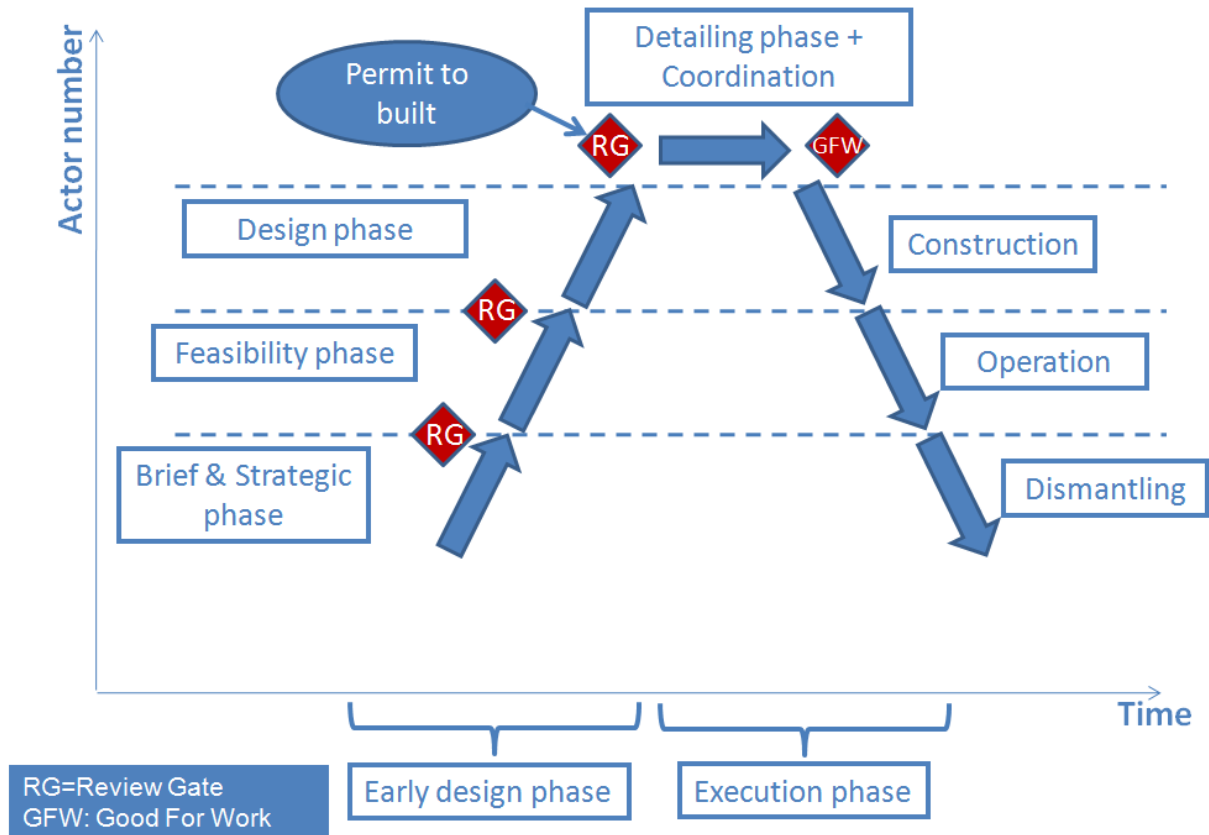 Actor number
Permit to
built
Detailing phase +
Coordination
RG
GFW
Design phase
Construction
RG
Feasibility phase
Operation
RG
Brief & Strategic
phase
Dismantling
Time
RG=Review Gate
GFW: Good For Work
Early design phase
Execution phase